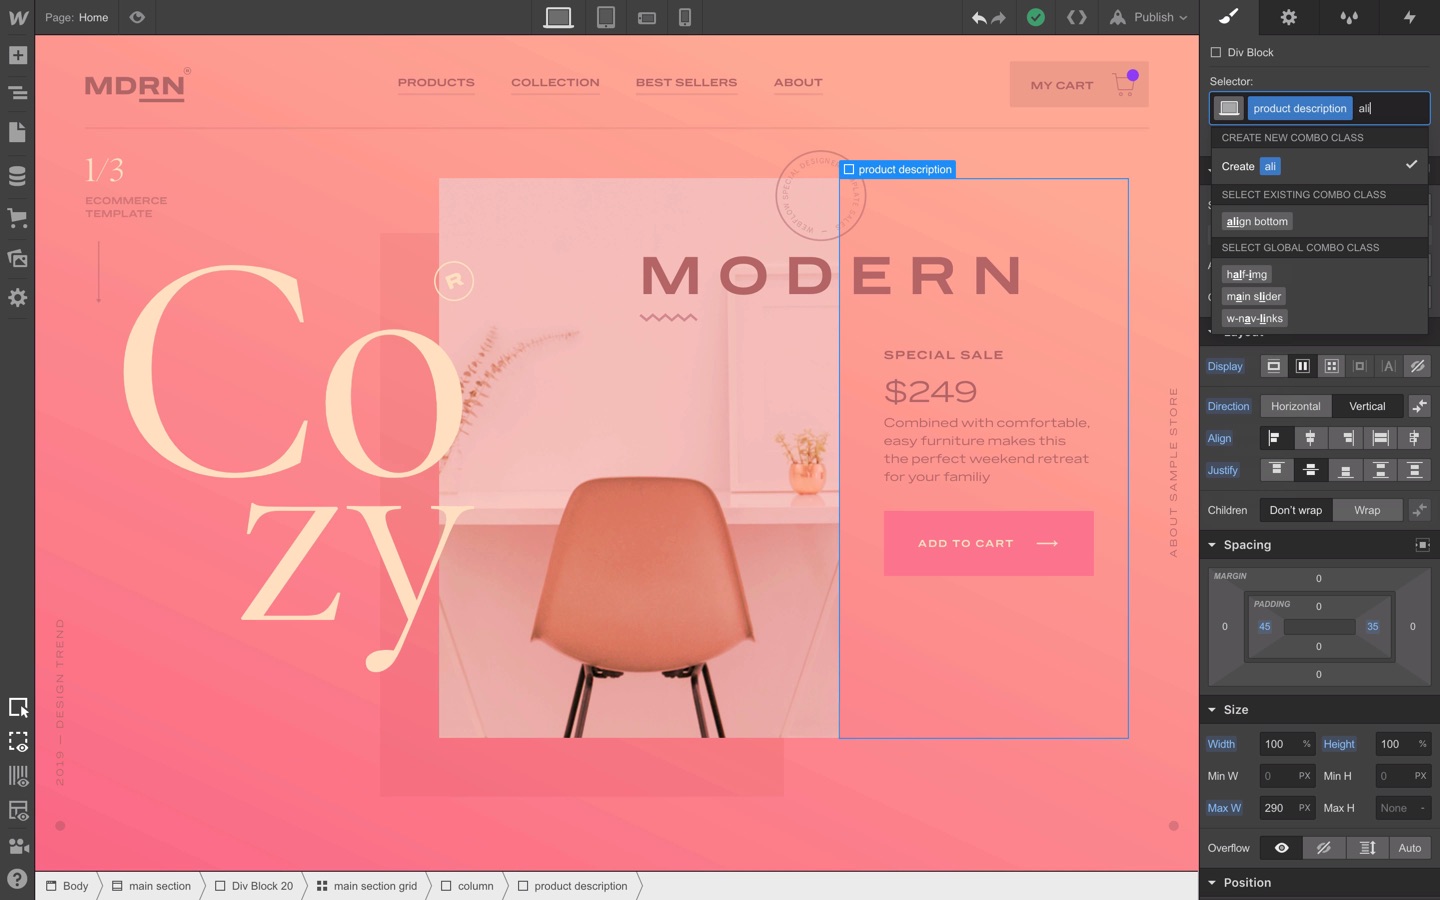 Page: Home
Publish
MDRN
®
PRODUCTS
COLLECTION
BEST SELLERS
ABOUT
MY CART
1/3
ECOMMERCE
TEMPLATE
R
Co
zy
MODERN
product description
SPECIAL SALE
$249
Combined with comfortable,
easy furniture makes this
the perfect weekend retreat
for your familiy
ADD TO CART
ABOUT SAMPLE STORE
2019 — DESIGN TREND
Body
main section
Div Block 20
main section grid
column
product description
Div Block
Selector:
product description ali
CREATE NEW COMBO CLASS
Create ali
SELECT EXISTING COMBO CLASS
align bottom
SELECT GLOBAL COMBO CLASS
half-img
main slider
w-nav-links
Display
Direction Horizontal Vertical
Align
Justify
Children Don't wrap Wrap
Spacing
MARGIN
0
PADDING
0
0 45 35 0
0
0
Size
Width 100 % Height 100 %
Min W 0 PX Min H 0 PX
Max W 290 PX Max H None -
Overflow Auto
Position